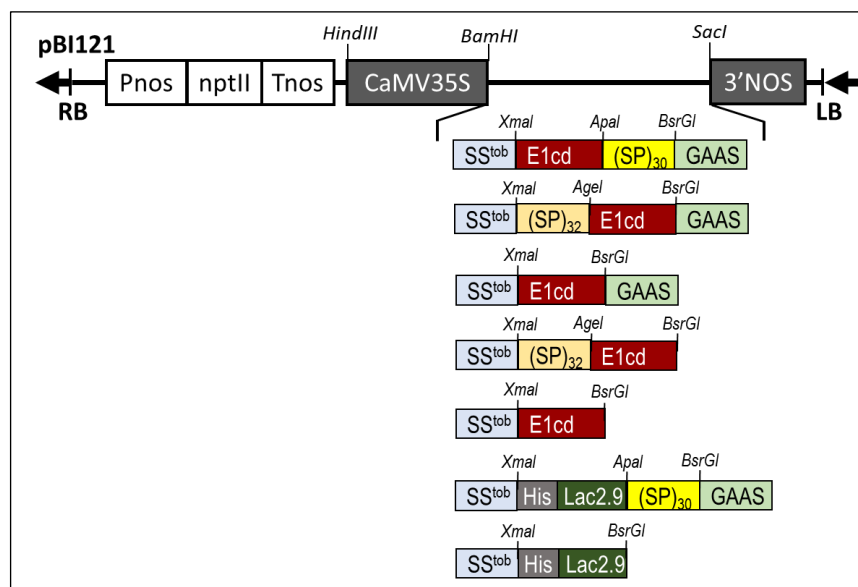 HindIII BamHI SacI
pBI121
Pnos nptII Tnos CaMV35S 3'NOS
RB LB
XmaI ApaI BsrGI
SStob E1cd (SP)30 GAAS
XmaI AgeI BsrGI
SStob (SP)32 E1cd GAAS
XmaI BsrGI
SStob E1cd GAAS
XmaI AgeI BsrGI
SStob (SP)32 E1cd
XmaI BsrGI
SStob E1cd
XmaI ApaI BsrGI
SStob His Lac2.9 (SP)30 GAAS
XmaI BsrGI
SStob His Lac2.9